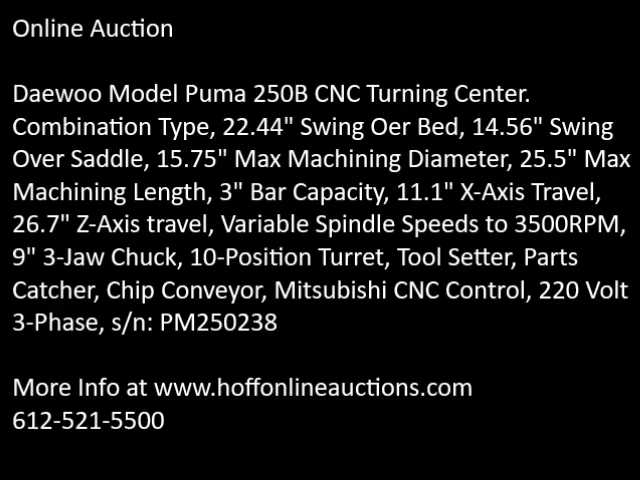 Online Auction
Daewoo Model Puma 250B CNC Turning Center.
Combination Type, 22.44" Swing Oer Bed, 14.56" Swing
Over Saddle, 15.75" Max Machining Diameter, 25.5" Max
Machining Length, 3" Bar Capacity, 11.1" X-Axis Travel,
26.7" Z-Axis travel, Variable Spindle Speeds to 3500RPM,
9" 3-Jaw Chuck, 10-Position Turret, Tool Setter, Parts
Catcher, Chip Conveyor, Mitsubishi CNC Control, 220 Volt
3-Phase, s/n: PM250238
More Info at www.hoffonlineauctions.com
612-521-5500